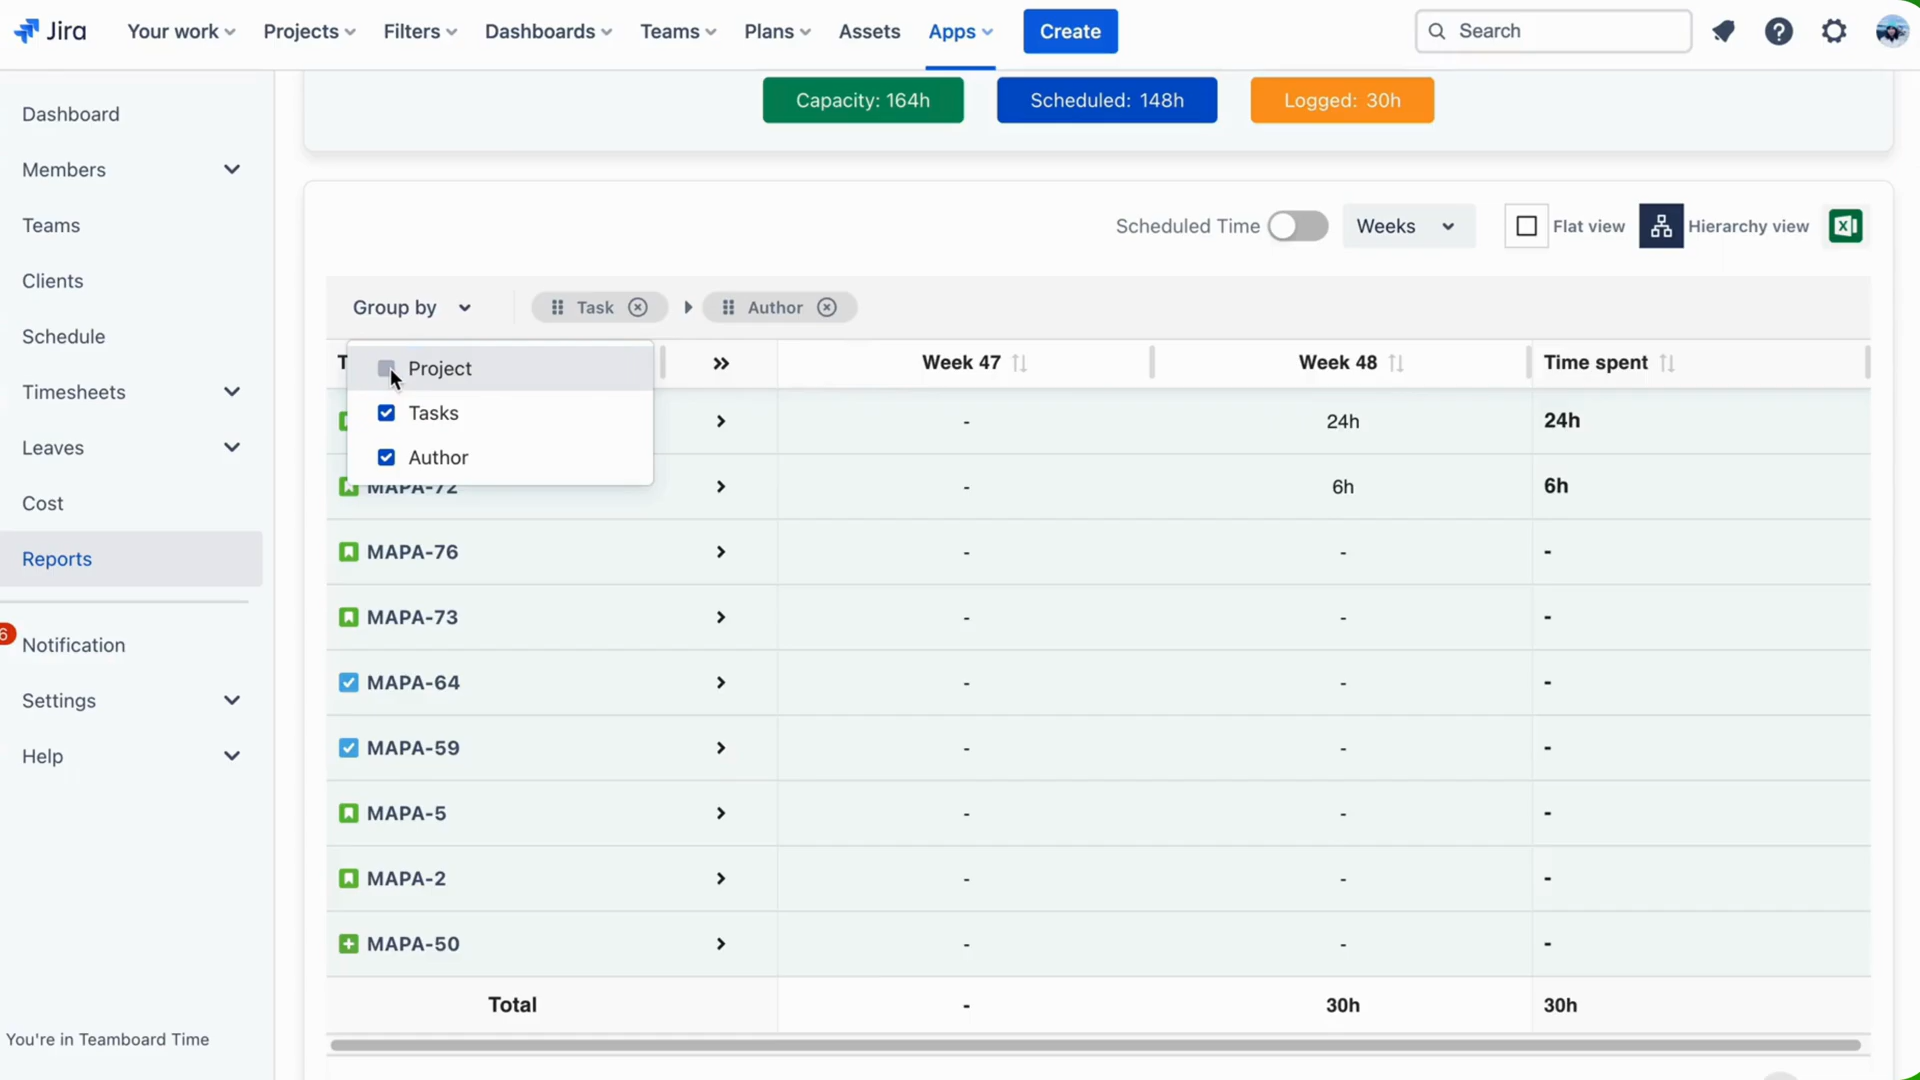 Jira Your work Projects Filters Dashboards Teams Plans Assets Apps Create Search
Dashboard
Members
Teams
Clients
Schedule
Timesheets
Leaves
Cost
Reports
6 Notification
Settings
Help
You're in Teamboard Time
Capacity: 164h Scheduled: 148h Logged: 30h
Scheduled Time Weeks Flat view Hierarchy view
Group by Task Author
Project
Tasks
Author
T Week 47 Week 48 Time spent
- 24h 24h
MAPA-72 - 6h 6h
MAPA-76 - - -
MAPA-73 - - -
MAPA-64 - - -
MAPA-59 - - -
MAPA-5 - - -
MAPA-2 - - -
MAPA-50 - - -
Total - 30h 30h